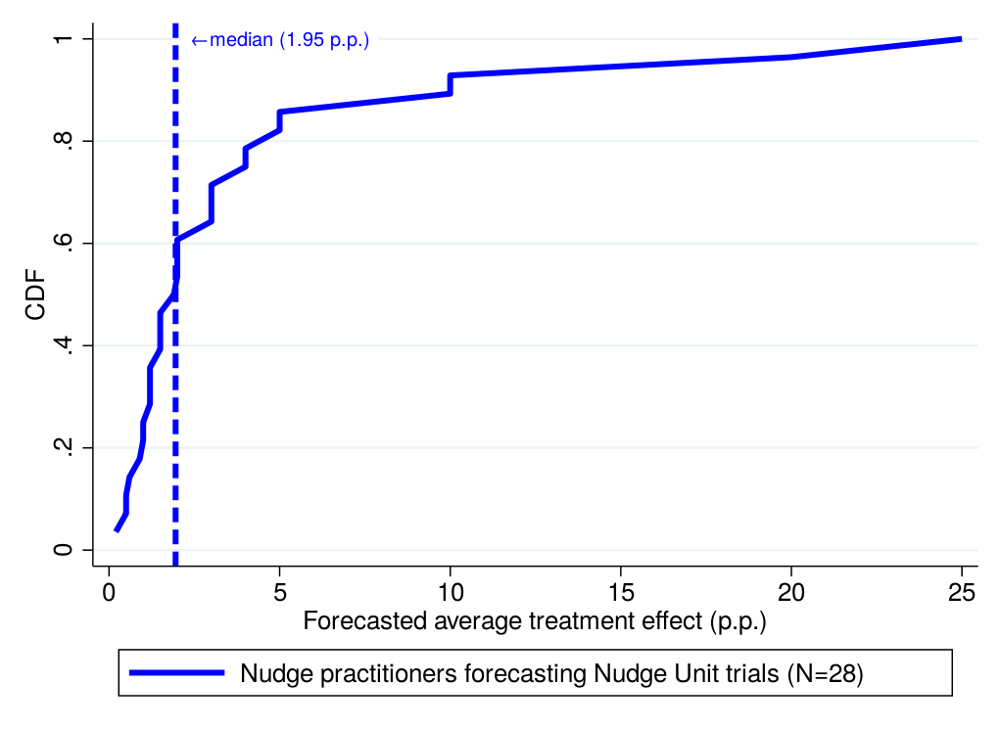 ←median (1.95 p.p.)
1
.8
.6
.4
.2
0
CDF
0 5 10 15 20 25
Forecasted average treatment effect (p.p.)
Nudge practitioners forecasting Nudge Unit trials (N=28)